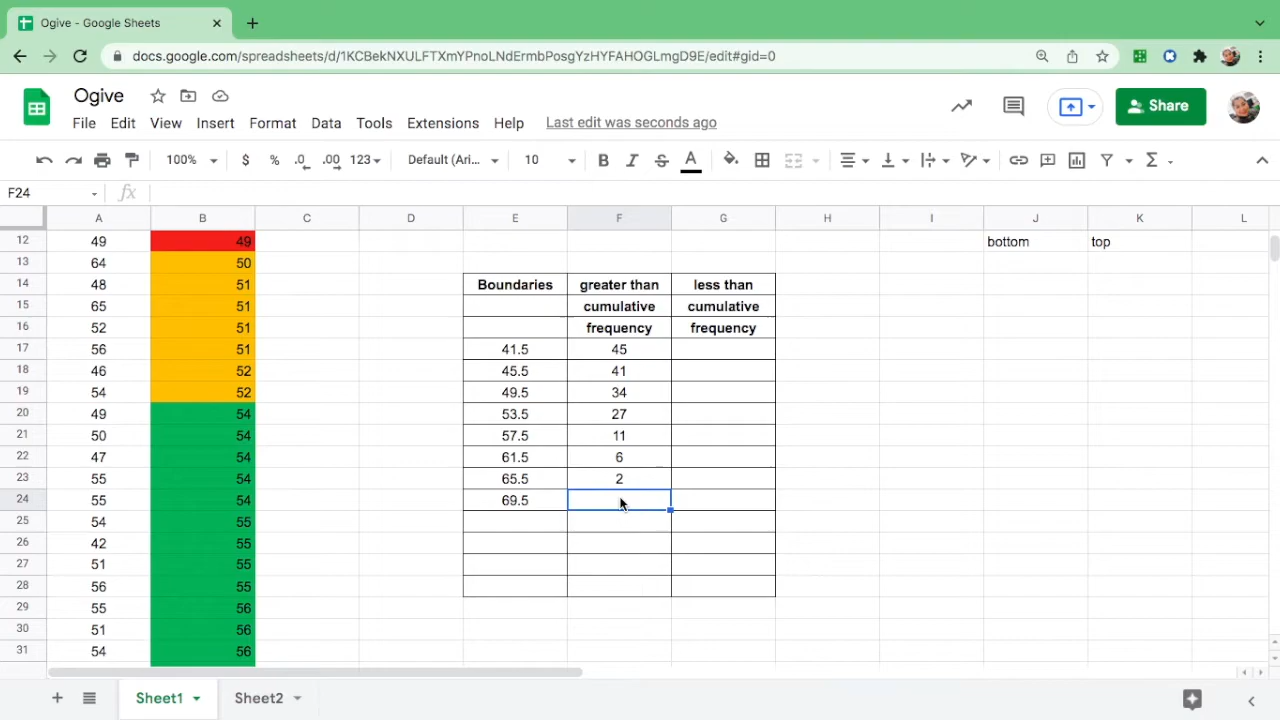 Ogive - Google Sheets
docs.google.com/spreadsheets/d/1KCBekNXULFTXmYPnoLNdErmbPosgYzHYFAHOGLmgD9E/edit#gid=0
Ogive
File Edit View Insert Format Data Tools Extensions Help Last edit was seconds ago
Share
100% $ % .0 .00 123 Default (Ari... 10 B I S A Σ
F24 fx
A B C D E F G H I J K L
12 49 49 bottom top
13 64 50
14 48 51 Boundaries greater than less than
15 65 51 cumulative cumulative
16 52 51 frequency frequency
17 56 51 41.5 45
18 46 52 45.5 41
19 54 52 49.5 34
20 49 54 53.5 27
21 50 54 57.5 11
22 47 54 61.5 6
23 55 54 65.5 2
24 55 54 69.5
25 54 55
26 42 55
27 51 55
28 56 55
29 55 56
30 51 56
31 54 56
Sheet1 Sheet2